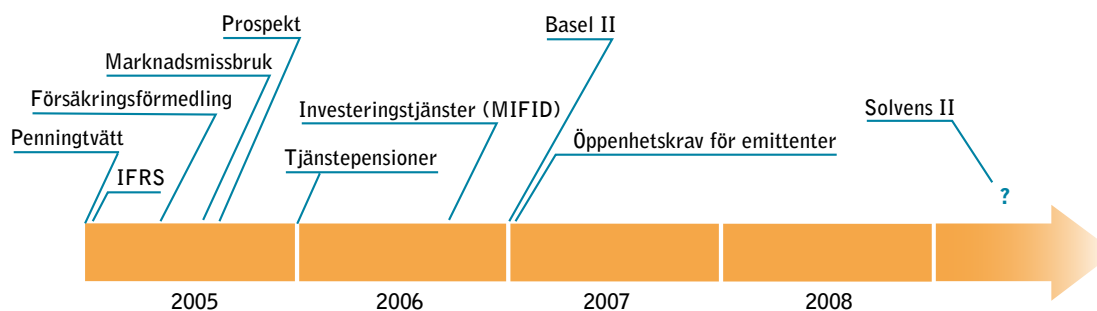 Prospekt
Basel II
Marknadsmissbruk
Försäkringsförmedling
Investeringstjänster (MIFID)
Solvens II
Penningtvätt
Öppenhetskrav för emittenter
Tjänstepensioner
IFRS
?
2005
2006
2007
2008